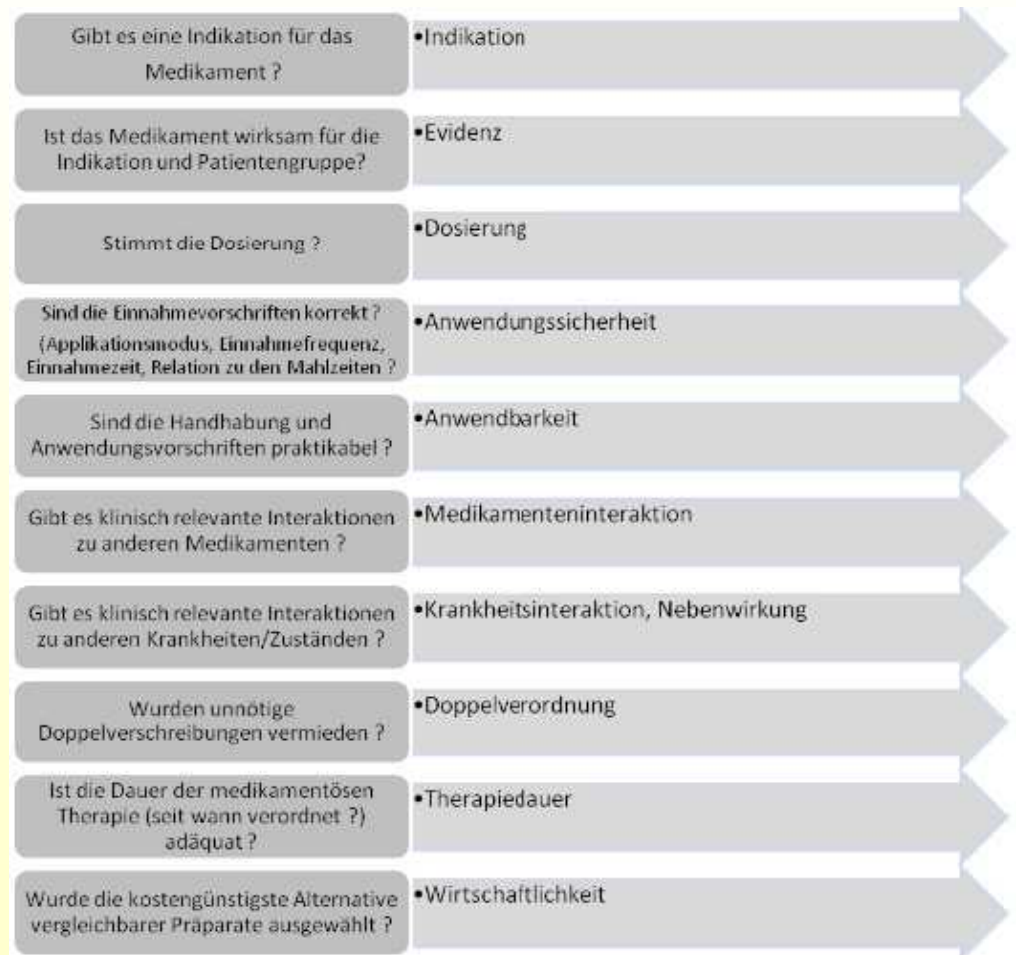 Gibt es eine Indikation für das
Medikament ?
•Indikation
Ist das Medikament wirksam für die
Indikation und Patientengruppe?
•Evidenz
Stimmt die Dosierung ?
•Dosierung
Sind die Einnahmevorschriften korrekt ?
(Applikationsmodus, Einnahmefrequenz,
Einnahmezeit, Relation zu den Mahlzeiten ?
•Anwendungssicherheit
Sind die Handhabung und
Anwendungsvorschriften praktikabel ?
•Anwendbarkeit
Gibt es klinisch relevante Interaktionen
zu anderen Medikamenten ?
•Medikamenteninteraktion
Gibt es klinisch relevante Interaktionen
zu anderen Krankheiten/Zuständen ?
•Krankheitsinteraktion, Nebenwirkung
Wurden unnötige
Doppelverschreibungen vermieden ?
•Doppelverordnung
Ist die Dauer der medikamentösen
Therapie (seit wann verordnet ?)
adäquat ?
•Therapiedauer
Wurde die kostengünstigste Alternative
vergleichbarer Präparate ausgewählt ?
•Wirtschaftlichkeit